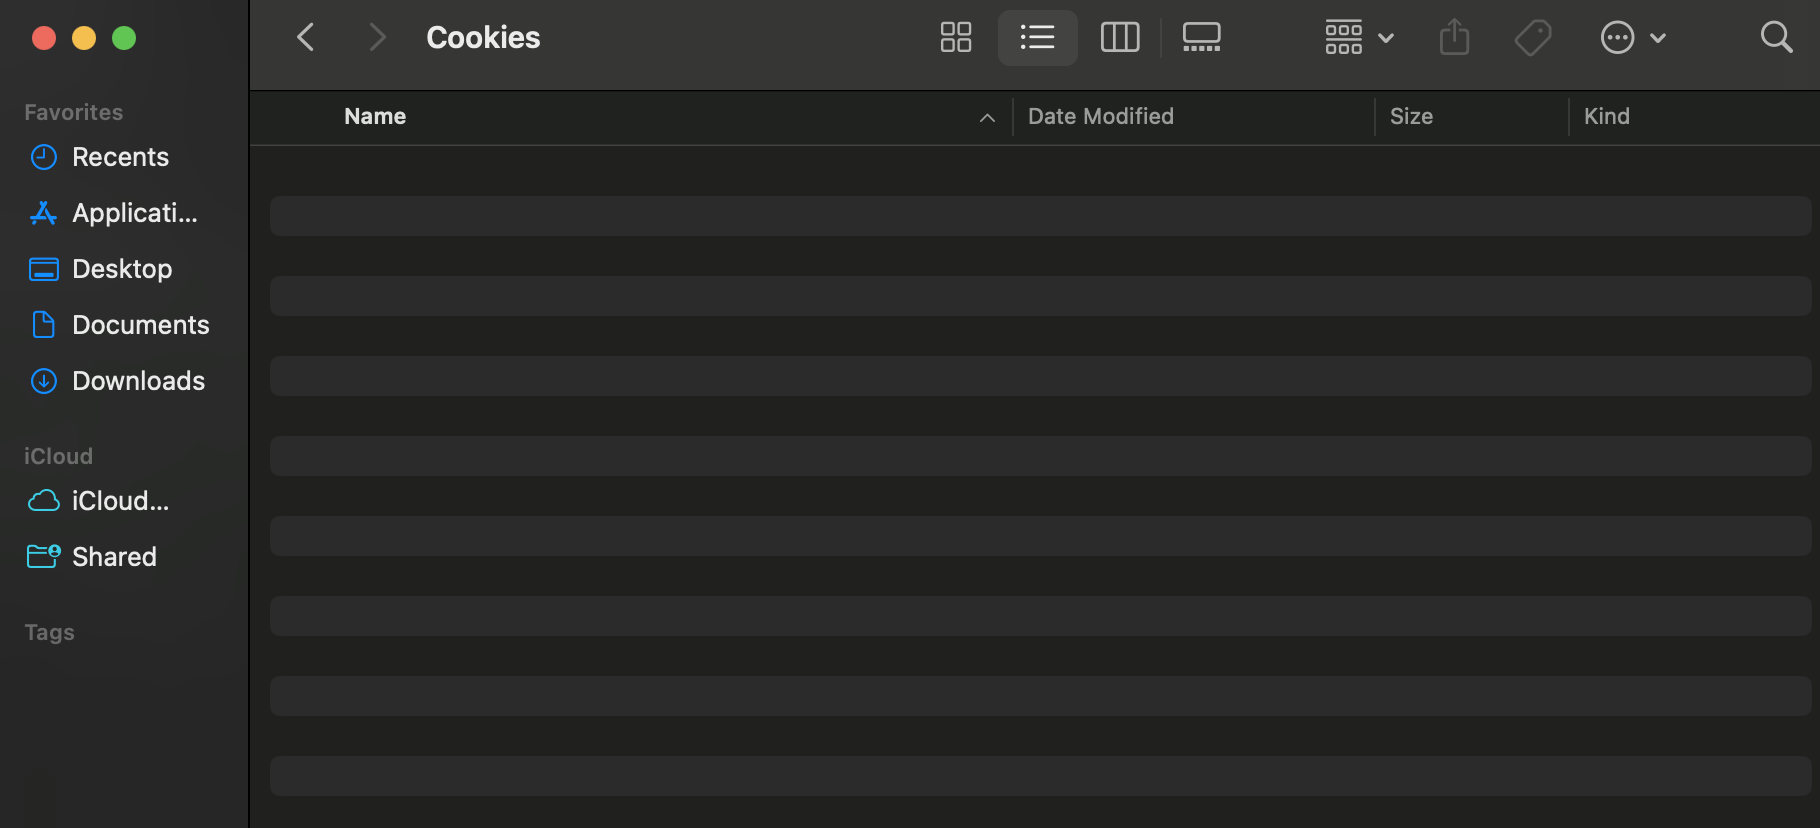 Cookies
Name
Date Modified
Size
Kind
Favorites
Recents
Applicati...
Desktop
Documents
Downloads
iCloud
iCloud...
Shared
Tags